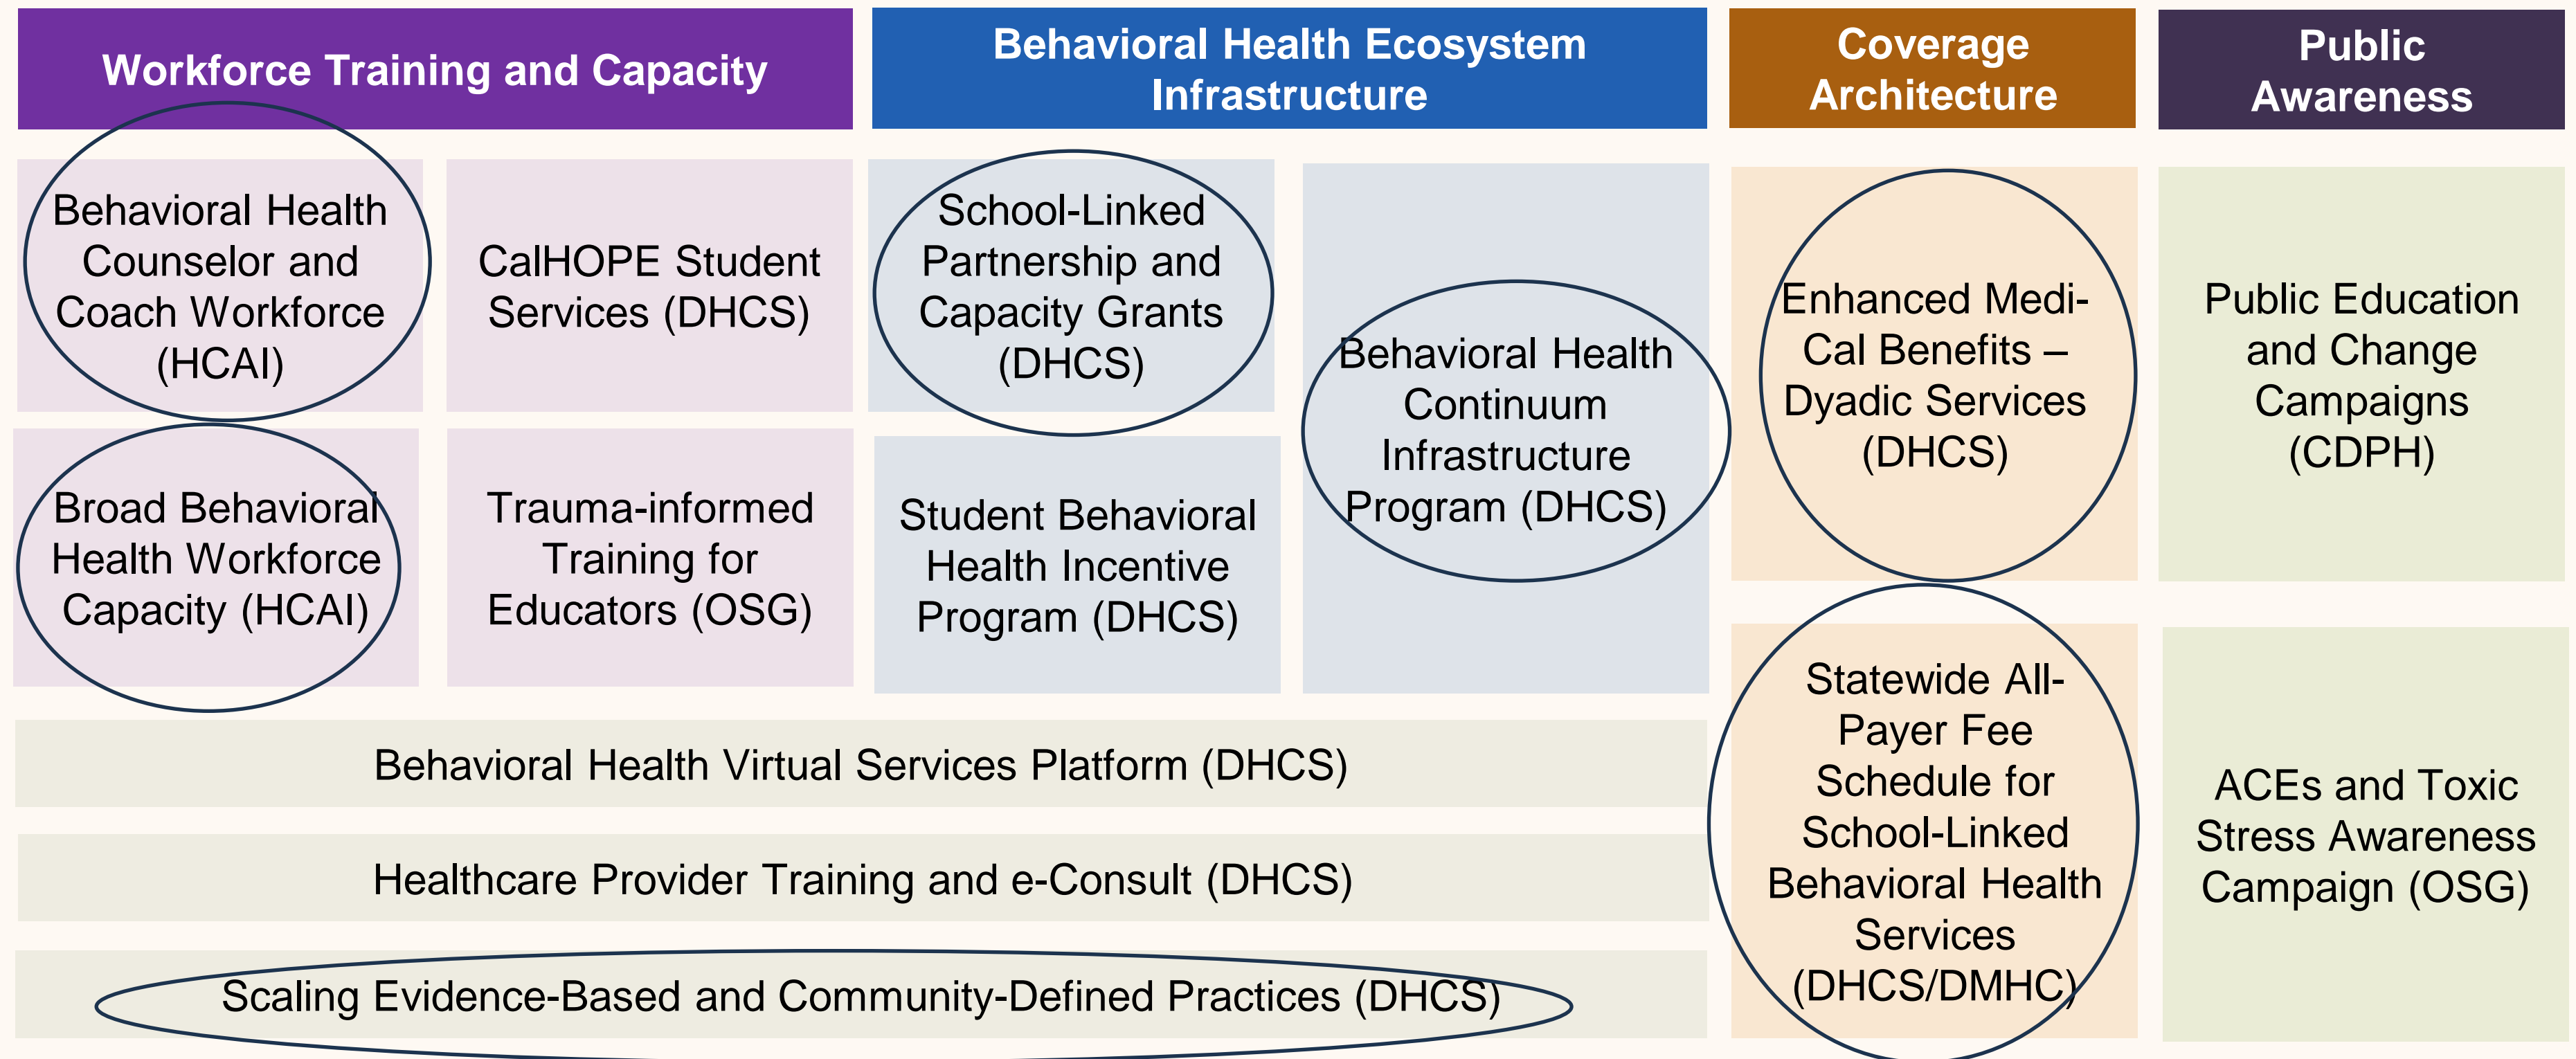 Workforce Training and Capacity
Behavioral Health Ecosystem
Infrastructure
Coverage
Architecture
Public
Awareness
Behavioral Health
Counselor and
Coach Workforce
(HCAI)
CalHOPE Student
Services (DHCS)
School-Linked
Partnership and
Capacity Grants
(DHCS)
Behavioral Health
Continuum
Infrastructure
Program (DHCS)
Enhanced Medi-
Cal Benefits –
Dyadic Services
(DHCS)
Public Education
and Change
Campaigns
(CDPH)
Broad Behavioral
Health Workforce
Capacity (HCAI)
Trauma-informed
Training for
Educators (OSG)
Student Behavioral
Health Incentive
Program (DHCS)
Statewide All-
Payer Fee
Schedule for
School-Linked
Behavioral Health
Services
(DHCS/DMHC)
ACEs and Toxic
Stress Awareness
Campaign (OSG)
Behavioral Health Virtual Services Platform (DHCS)
Healthcare Provider Training and e-Consult (DHCS)
Scaling Evidence-Based and Community-Defined Practices (DHCS)